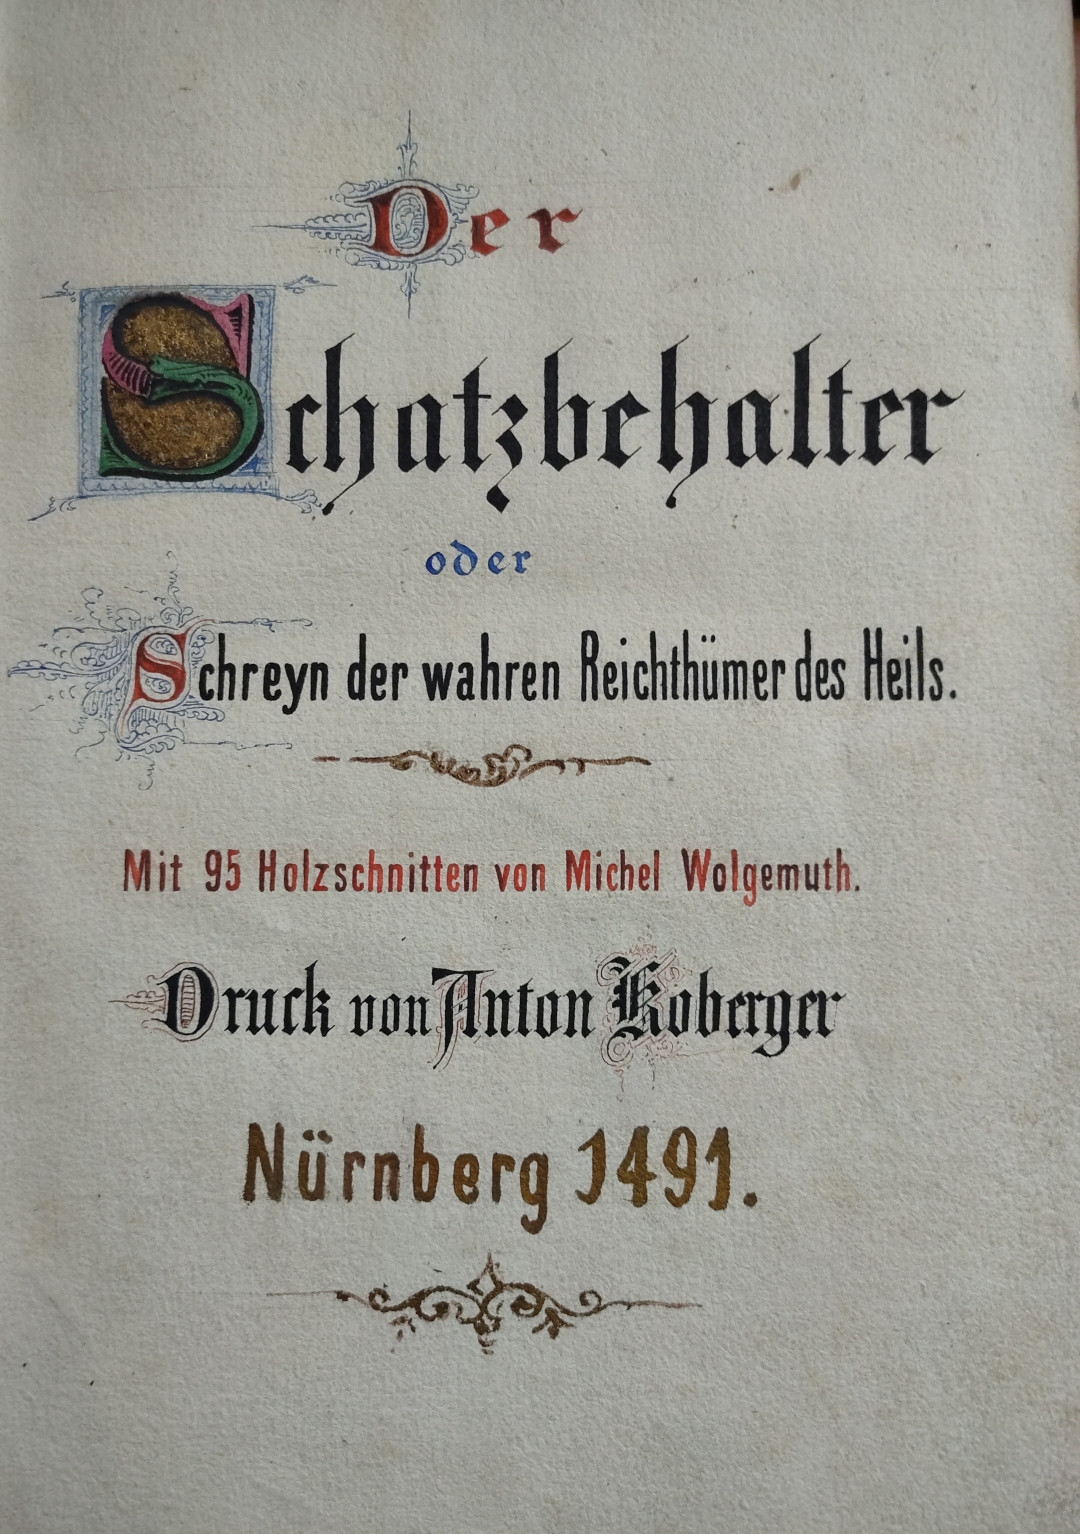 Der
Schatzbehalter
oder
Schreyn der wahren Reichthümer des Heils.
Mit 95 Holzschnitten von Michel Wolgemuth.
Druck von Anton Koberger
Nürnberg 1491.